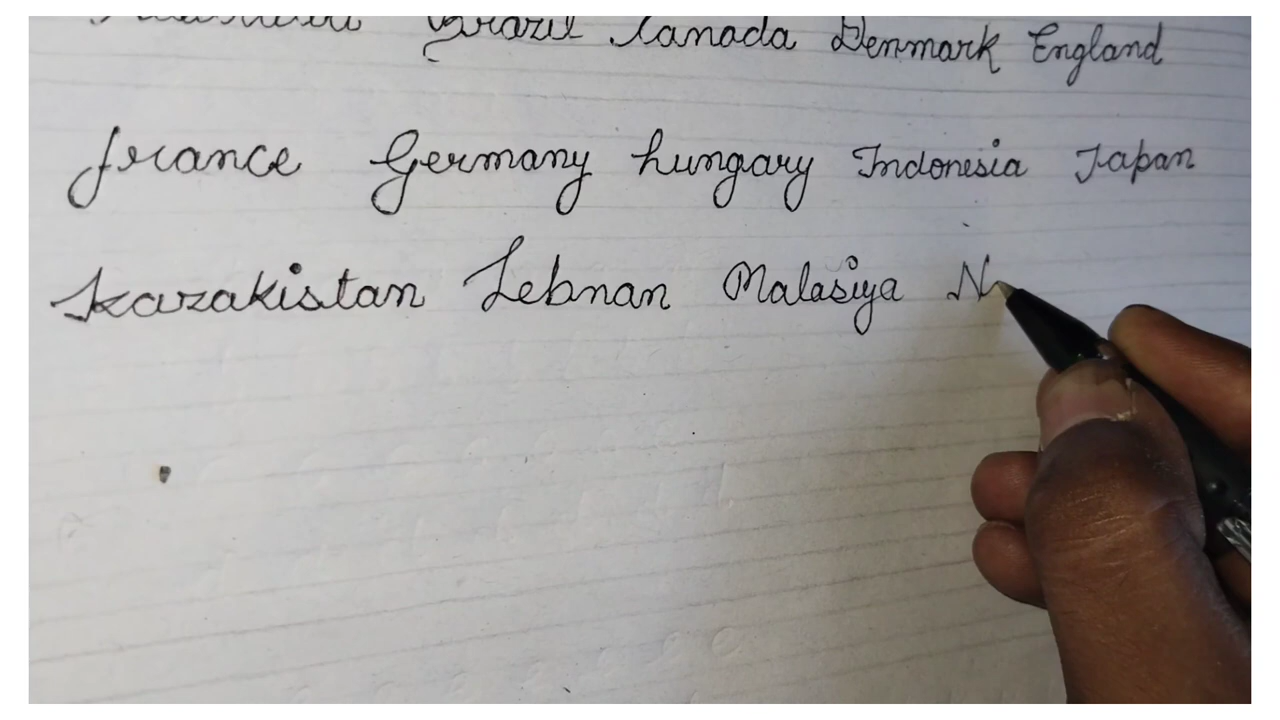 Brazil Canada Denmark England
france Germany hungary Indonesia Japan
kazakistan Lebnan Malasiya N